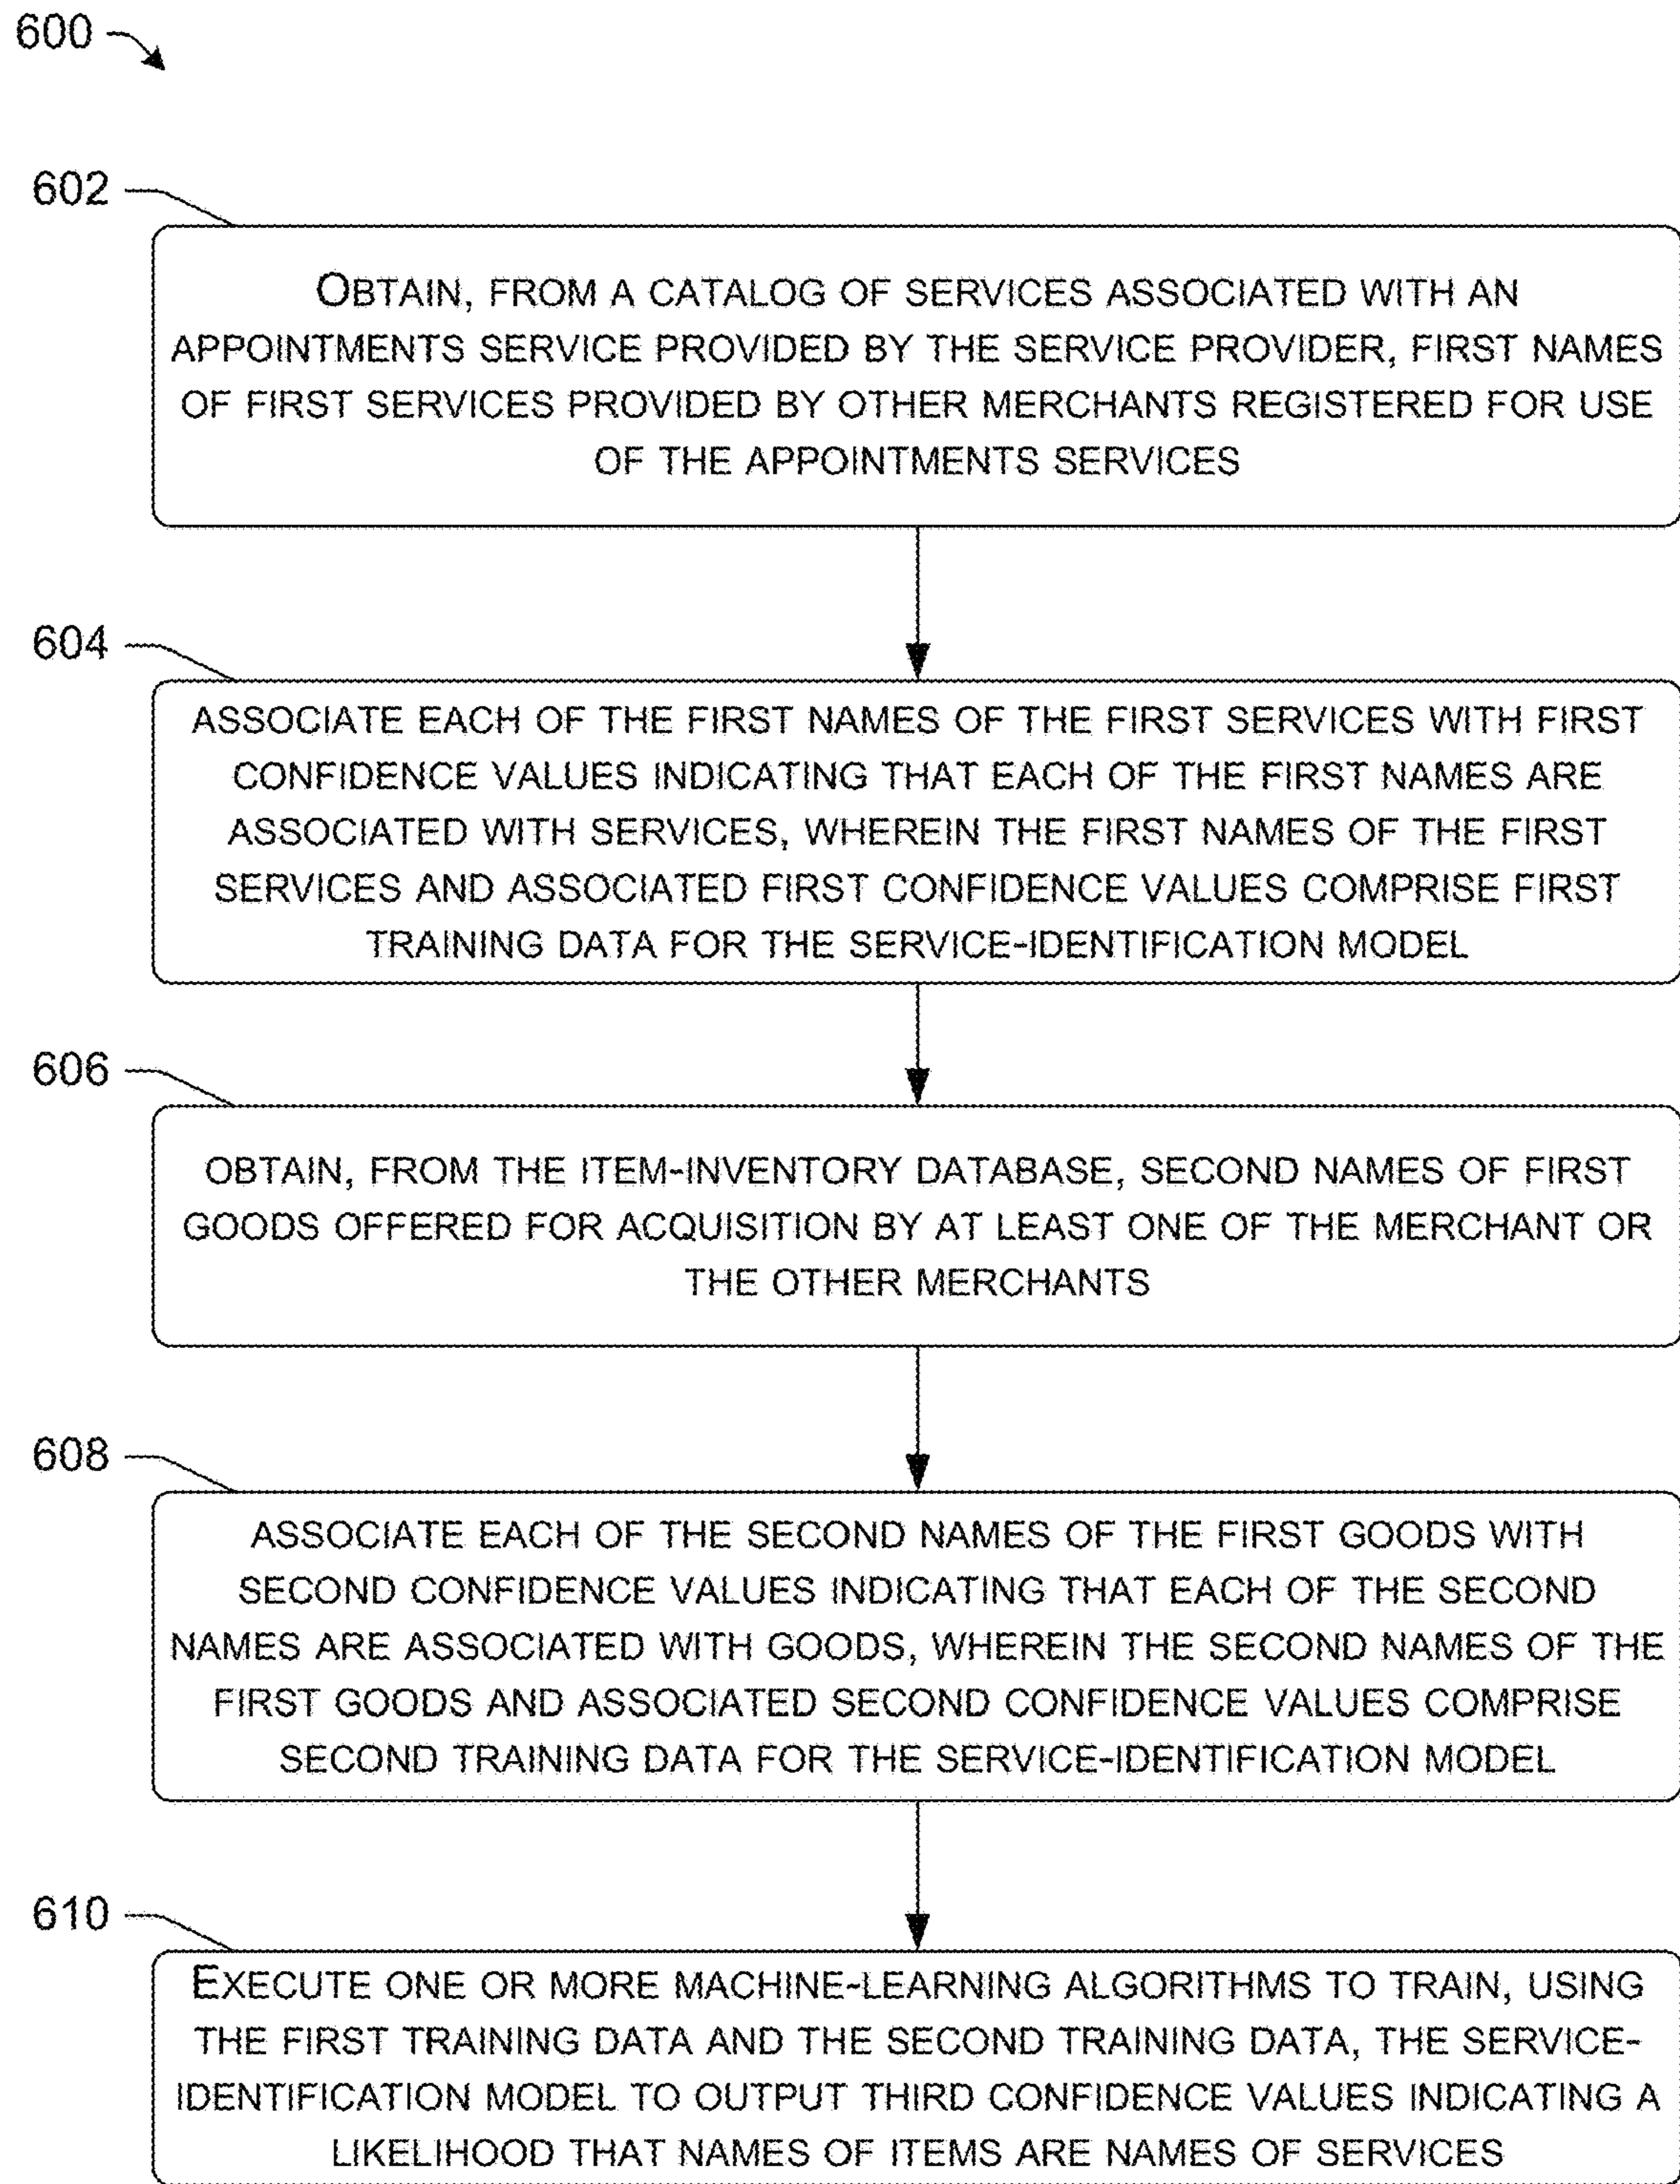 600
602
OBTAIN, FROM A CATALOG OF SERVICES ASSOCIATED WITH AN
APPOINTMENTS SERVICE PROVIDED BY THE SERVICE PROVIDER, FIRST NAMES
OF FIRST SERVICES PROVIDED BY OTHER MERCHANTS REGISTERED FOR USE
OF THE APPOINTMENTS SERVICES
604
ASSOCIATE EACH OF THE FIRST NAMES OF THE FIRST SERVICES WITH FIRST
CONFIDENCE VALUES INDICATING THAT EACH OF THE FIRST NAMES ARE
ASSOCIATED WITH SERVICES, WHEREIN THE FIRST NAMES OF THE FIRST
SERVICES AND ASSOCIATED FIRST CONFIDENCE VALUES COMPRISE FIRST
TRAINING DATA FOR THE SERVICE-IDENTIFICATION MODEL
606
OBTAIN, FROM THE ITEM-INVENTORY DATABASE, SECOND NAMES OF FIRST
GOODS OFFERED FOR ACQUISITION BY AT LEAST ONE OF THE MERCHANT OR
THE OTHER MERCHANTS
608
ASSOCIATE EACH OF THE SECOND NAMES OF THE FIRST GOODS WITH
SECOND CONFIDENCE VALUES INDICATING THAT EACH OF THE SECOND
NAMES ARE ASSOCIATED WITH GOODS, WHEREIN THE SECOND NAMES OF THE
FIRST GOODS AND ASSOCIATED SECOND CONFIDENCE VALUES COMPRISE
SECOND TRAINING DATA FOR THE SERVICE-IDENTIFICATION MODEL
610
EXECUTE ONE OR MORE MACHINE-LEARNING ALGORITHMS TO TRAIN, USING
THE FIRST TRAINING DATA AND THE SECOND TRAINING DATA, THE SERVICE-
IDENTIFICATION MODEL TO OUTPUT THIRD CONFIDENCE VALUES INDICATING A
LIKELIHOOD THAT NAMES OF ITEMS ARE NAMES OF SERVICES